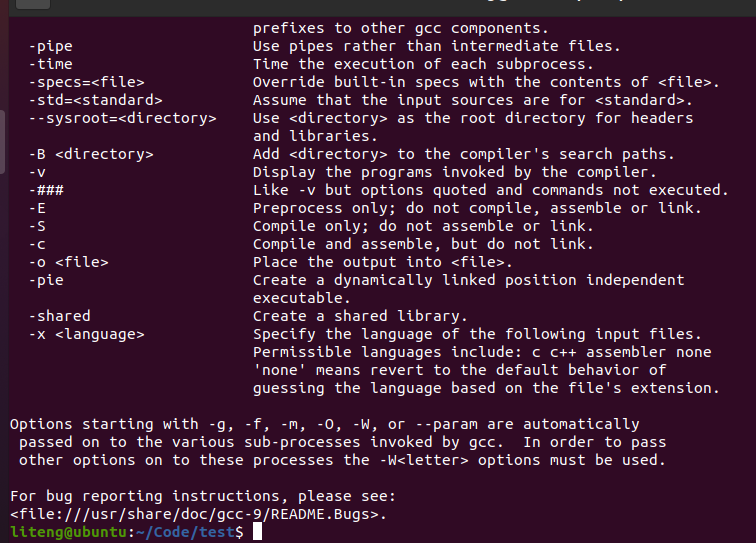 prefixes to other gcc components.
-pipe Use pipes rather than intermediate files.
-time Time the execution of each subprocess.
-specs=<file> Override built-in specs with the contents of <file>.
-std=<standard> Assume that the input sources are for <standard>.
--sysroot=<directory> Use <directory> as the root directory for headers
and libraries.
-B <directory> Add <directory> to the compiler's search paths.
-v Display the programs invoked by the compiler.
-### Like -v but options quoted and commands not executed.
-E Preprocess only; do not compile, assemble or link.
-S Compile only; do not assemble or link.
-c Compile and assemble, but do not link.
-o <file> Place the output into <file>.
-pie Create a dynamically linked position independent
executable.
-shared Create a shared library.
-x <language> Specify the language of the following input files.
Permissible languages include: c c++ assembler none
'none' means revert to the default behavior of
guessing the language based on the file's extension.
Options starting with -g, -f, -m, -O, -W, or --param are automatically
passed on to the various sub-processes invoked by gcc. In order to pass
other options on to these processes the -W<letter> options must be used.
For bug reporting instructions, please see:
<file:///usr/share/doc/gcc-9/README.Bugs>.
liteng@ubuntu:~/Code/test$